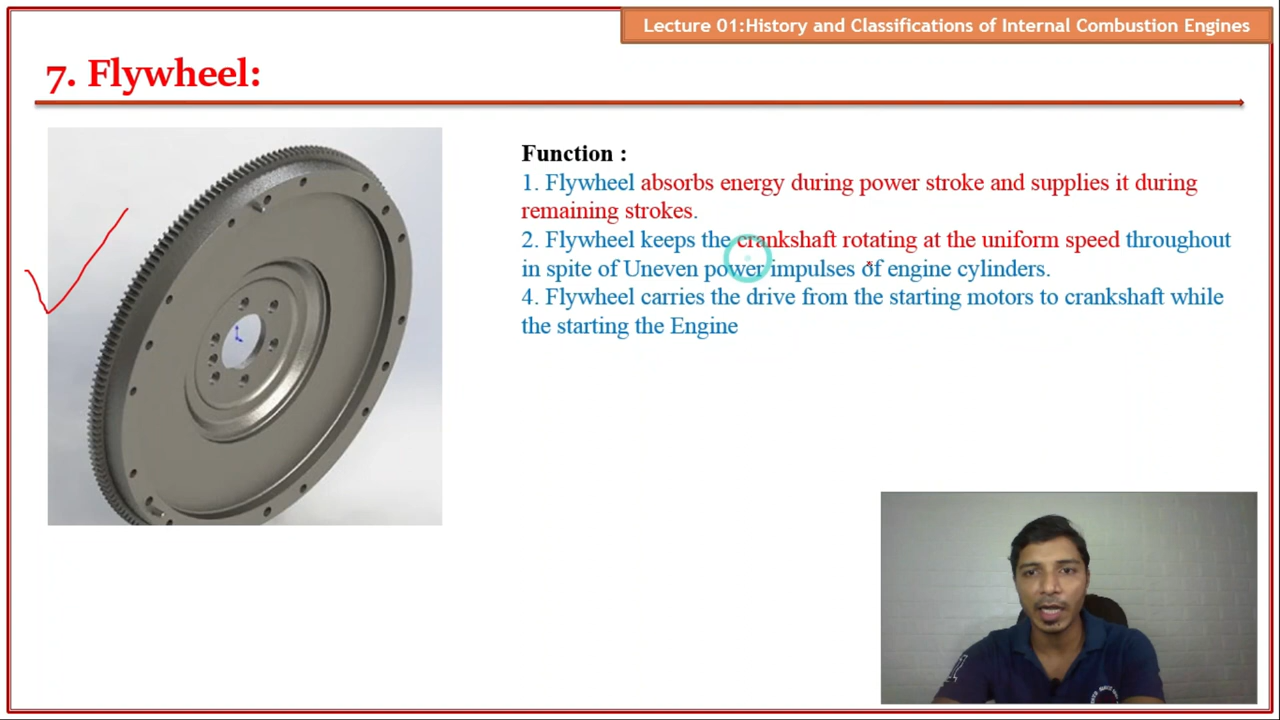 Lecture 01:History and Classifications of Internal Combustion Engines
7. Flywheel:
Function :
1. Flywheel absorbs energy during power stroke and supplies it during
remaining strokes.
2. Flywheel keeps the crankshaft rotating at the uniform speed throughout
in spite of Uneven power impulses of engine cylinders.
4. Flywheel carries the drive from the starting motors to crankshaft while
the starting the Engine